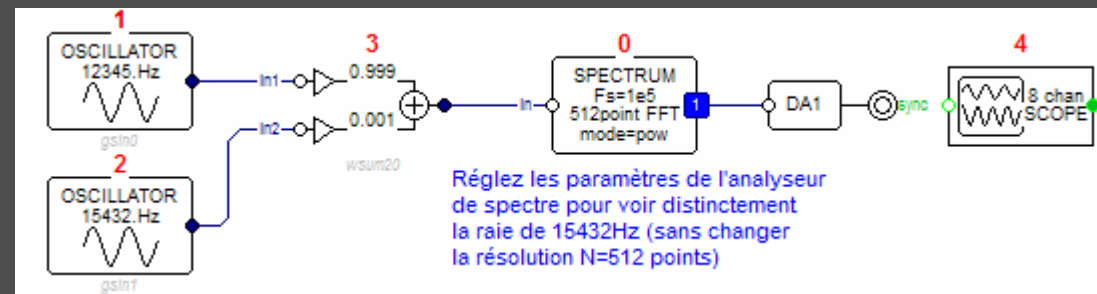 1
OSCILLATOR
12345.Hz
gsin0
2
OSCILLATOR
15432.Hz
gsin1
3
In1
0.999
In2
0.001
wsum20
0
In
SPECTRUM
Fs=1e5
512point FFT
mode=pow
1
DA1
sync
4
8 chan
SCOPE
Réglez les paramètres de l'analyseur
de spectre pour voir distinctement
la raie de 15432Hz (sans changer
la résolution N=512 points)